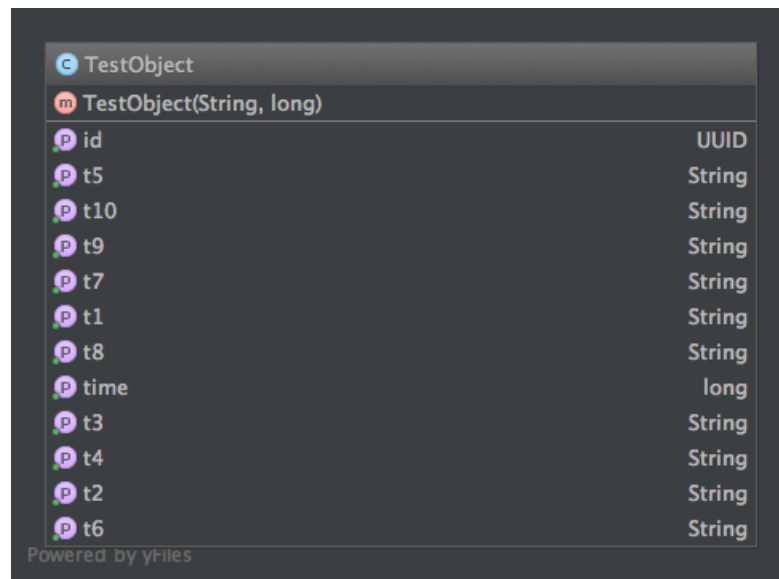 C TestObject
m TestObject(String, long)
P id UUID
P t5 String
P t10 String
P t9 String
P t7 String
P t1 String
P t8 String
P time long
P t3 String
P t4 String
P t2 String
P t6 String
Powered by yFiles